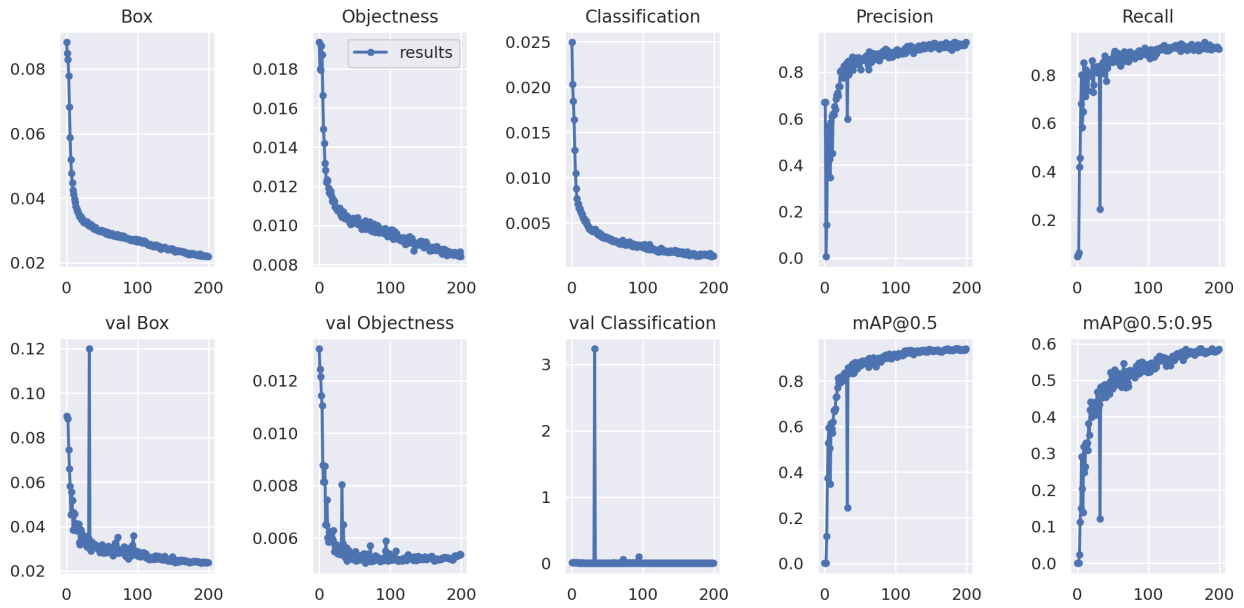 Box
Objectness
Classification
Precision
Recall
results
0.08
0.06
0.04
0.02
0.018
0.016
0.014
0.012
0.010
0.008
0.025
0.020
0.015
0.010
0.005
0.8
0.6
0.4
0.2
0.0
0.8
0.6
0.4
0.2
0 100 200
0 100 200
0 100 200
0 100 200
0 100 200
val Box
val Objectness
val Classification
mAP@0.5
mAP@0.5:0.95
0.12
0.10
0.08
0.06
0.04
0.02
0.012
0.010
0.008
0.006
3
2
1
0
0.8
0.6
0.4
0.2
0.0
0.6
0.5
0.4
0.3
0.2
0.1
0.0
0 100 200
0 100 200
0 100 200
0 100 200
0 100 200